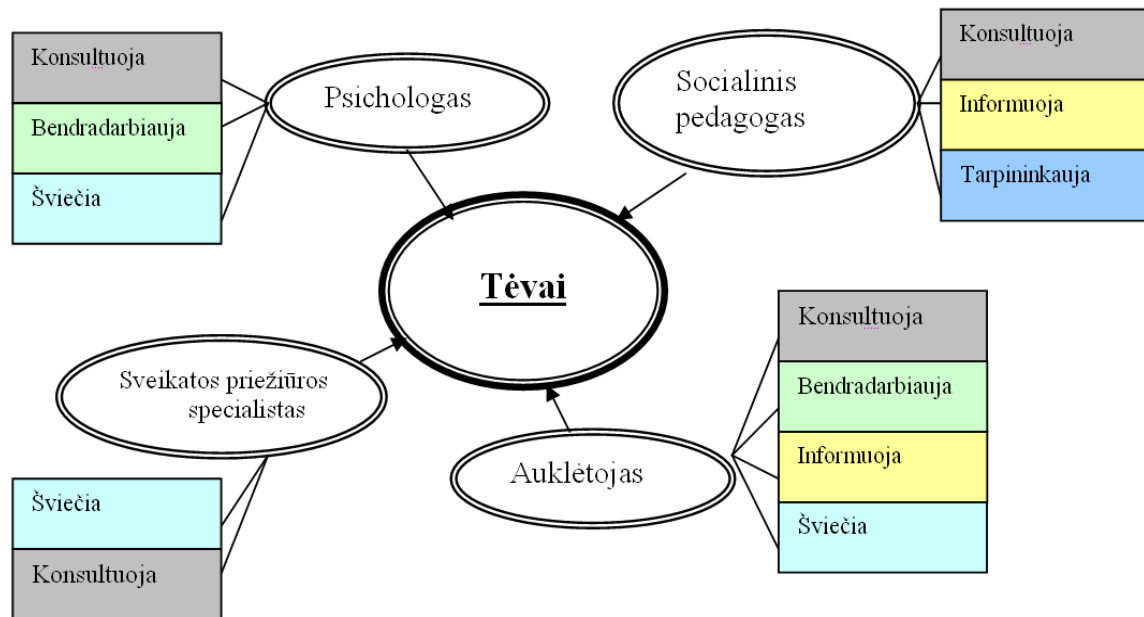 Konsultuoja
Bendradarbiauja
Šviečia
Psichologas
Socialinis
pedagogas
Konsultuoja
Informuoja
Tarpininkauja
Tėvai
Sveikatos priežiūros
specialistas
Šviečia
Konsultuoja
Auklėtojas
Konsultuoja
Bendradarbiauja
Informuoja
Šviečia